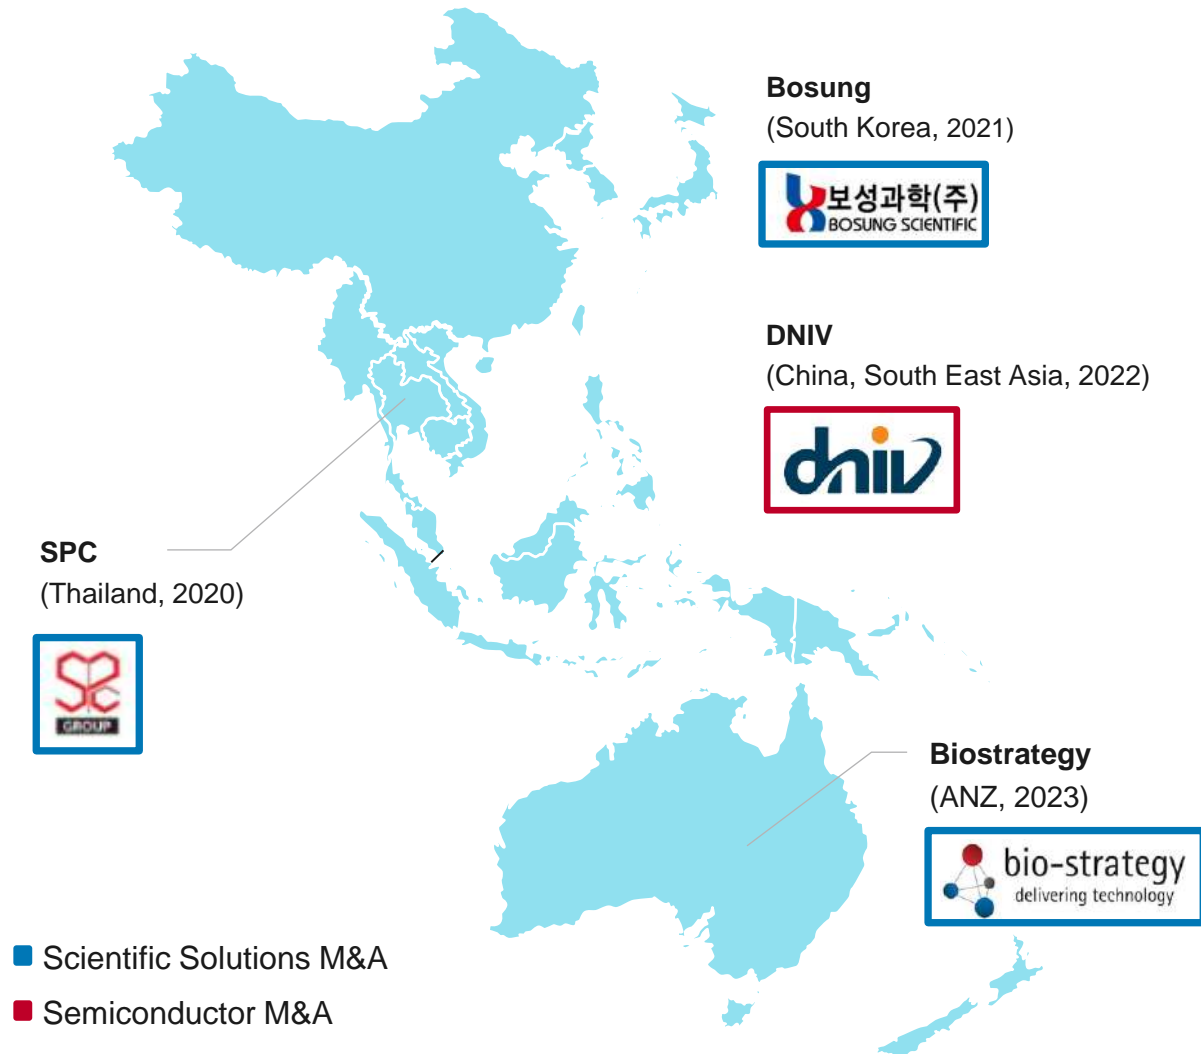 Bosung
(South Korea, 2021)
보성과학(주)
BOSUNG SCIENTIFIC
DNIV
(China, South East Asia, 2022)
dniv
SPC
(Thailand, 2020)
SPC
GROUP
Biostrategy
(ANZ, 2023)
bio-strategy
delivering technology
Scientific Solutions M&A
Semiconductor M&A